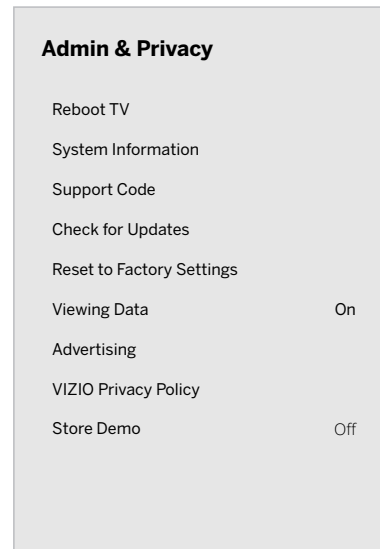 Admin & Privacy
Reboot TV
System Information
Support Code
Check for Updates
Reset to Factory Settings
Viewing Data On
Advertising
VIZIO Privacy Policy
Store Demo Off